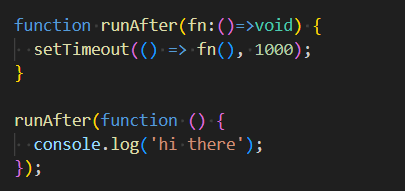 function runAfter(fn:()=>void) {
  setTimeout(() => fn(), 1000);
}

runAfter(function () {
  console.log('hi there');
});